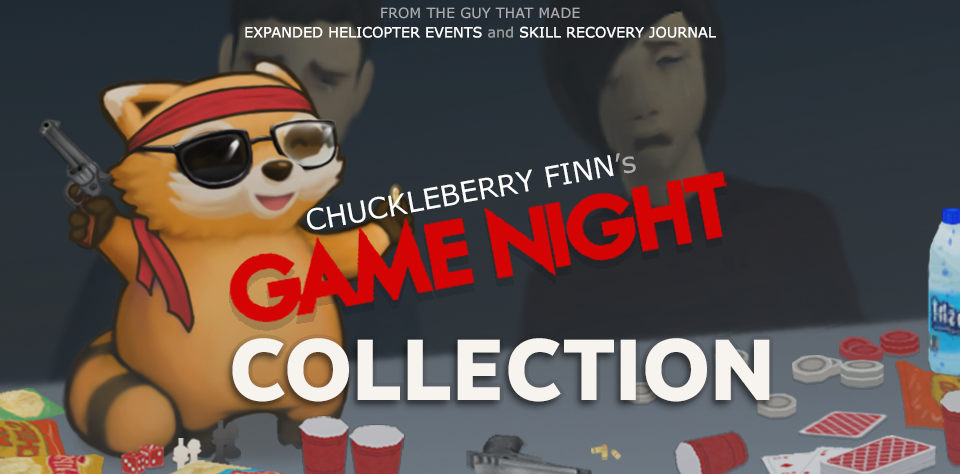 FROM THE GUY THAT MADE
EXPANDED HELICOPTER EVENTS and SKILL RECOVERY JOURNAL
CHUCKLEBERRY FINN's
GAME NIGHT
COLLECTION